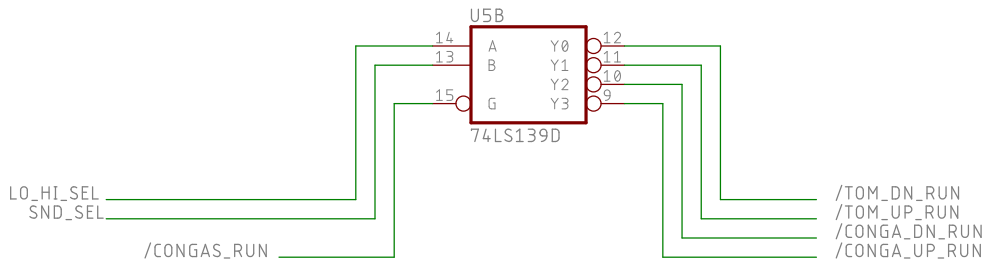 U5B
14 A Y0 12
13 B Y1 11
Y2 10
15 G Y3 9
74LS139D
LO_HI_SEL /TOM_DN_RUN
SND_SEL /TOM_UP_RUN
/CONGA_DN_RUN
/CONGAS_RUN /CONGA_UP_RUN